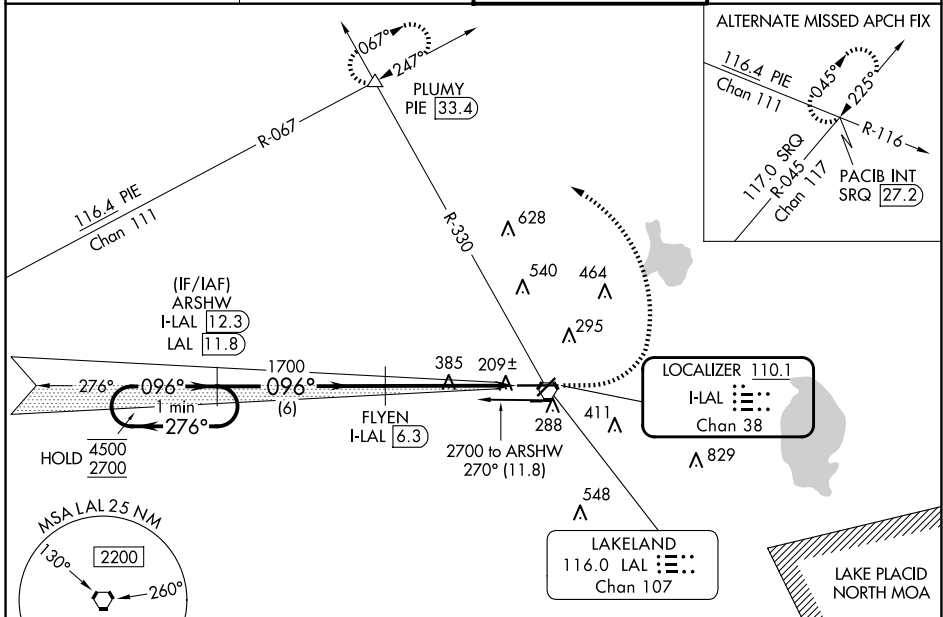 ALTERNATE MISSED APCH FIX
116.4 PIE
Chan 111
045°
225°
R-116
117.0 SRQ
R-045
Chan 117
PACIB INT
SRQ 27.2
067°
247°
PLUMY
PIE 33.4
R-067
116.4 PIE
Chan 111
R-330
628
540
464
295
(IF/IAF)
ARSHW
I-LAL 12.3
LAL 11.8
1700
385
209±
276°
096°
096°
1 min
(6)
276°
FLYEN
I-LAL 6.3
HOLD 4500
2700
2700 to ARSHW
270° (11.8)
288
411
LOCALIZER 110.1
I-LAL
Chan 38
829
548
LAKELAND
116.0 LAL
Chan 107
LAKE PLACID
NORTH MOA
MSA LAL 25 NM
130°
2200
260°